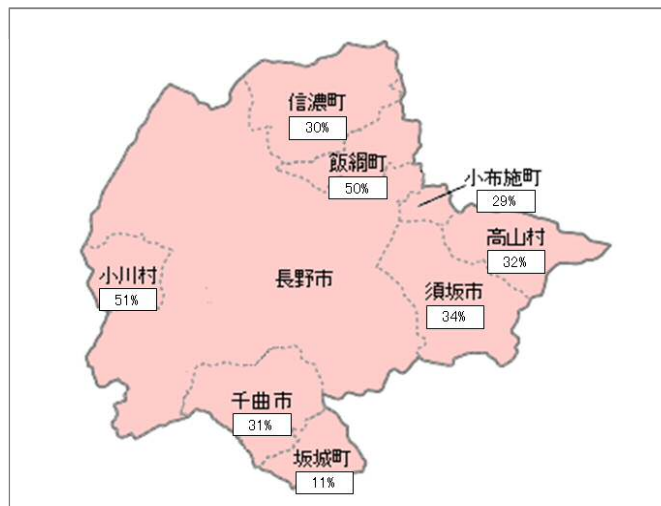 信濃町
30%
飯綱町
50%
小布施町
29%
高山村
32%
小川村
51%
長野市
須坂市
34%
千曲市
31%
坂城町
11%